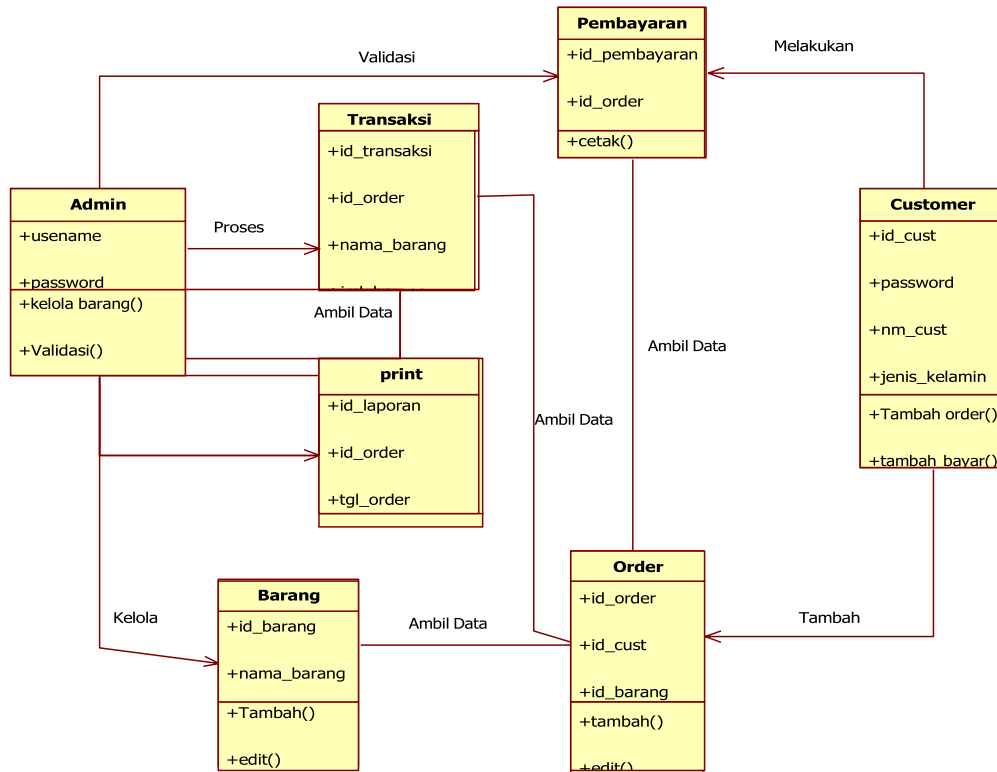 Pembayaran
+id_pembayaran
+id_order
+cetak()
Validasi
Melakukan
Transaksi
+id_transaksi
+id_order
+nama_barang
Admin
+usename
+password
+kelola barang()
+Validasi()
Proses
Customer
+id_cust
+password
+nm_cust
+jenis_kelamin
+Tambah order()
+tambah_bayar()
Ambil Data
Ambil Data
print
+id_laporan
+id_order
+tgl_order
Ambil Data
Order
+id_order
+id_cust
+id_barang
+tambah()
+edit()
Barang
+id_barang
+nama_barang
+Tambah()
+edit()
Kelola
Ambil Data
Tambah